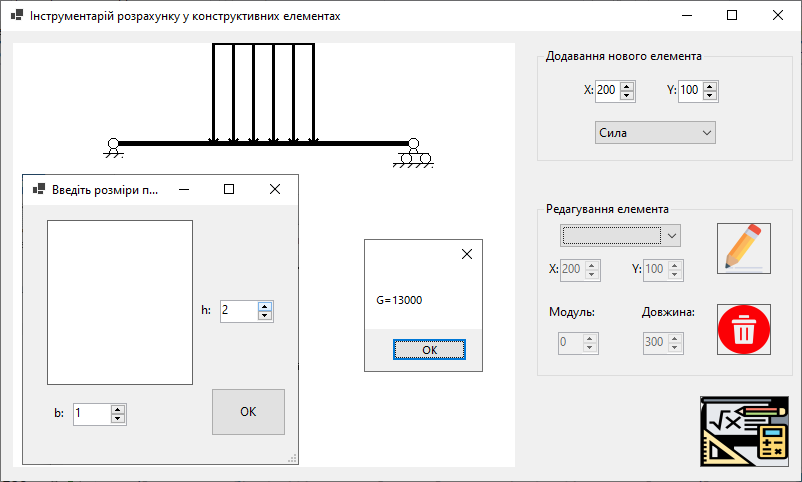 Інструментарій розрахунку у конструктивних елементах
Додавання нового елемента
X: 200 Y: 100
Сила
Введіть розміри п...
h: 2
b: 1
OK
G=13000
OK
Редагування елемента
X: 200 Y: 100
Модуль: Довжина:
0 300
√x